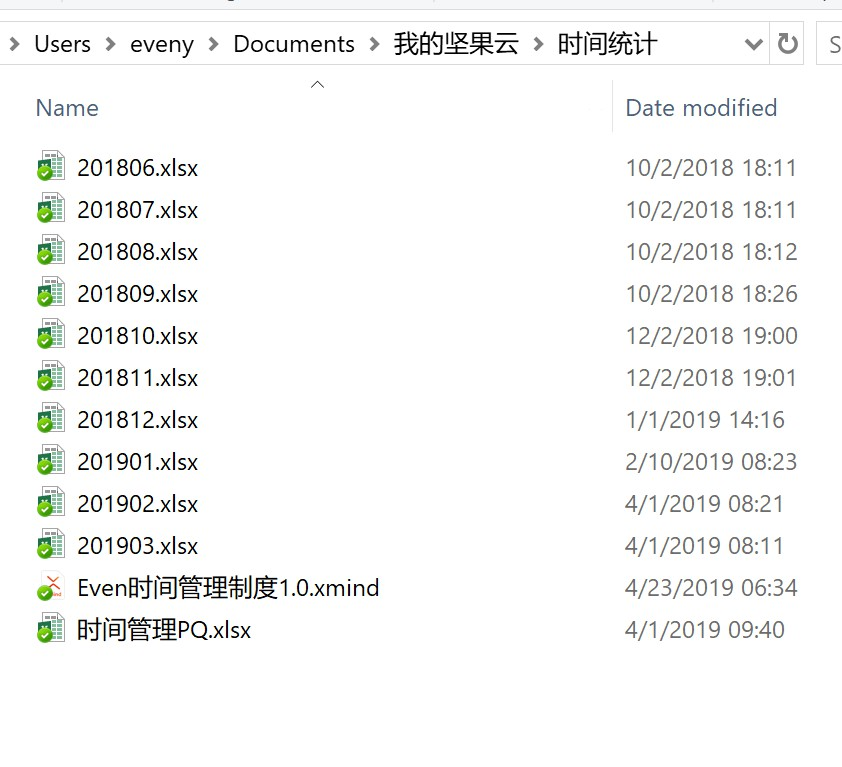 Users eveny Documents 我的坚果云 时间统计 S
Name Date modified
201806.xlsx 10/2/2018 18:11
201807.xlsx 10/2/2018 18:11
201808.xlsx 10/2/2018 18:12
201809.xlsx 10/2/2018 18:26
201810.xlsx 12/2/2018 19:00
201811.xlsx 12/2/2018 19:01
201812.xlsx 1/1/2019 14:16
201901.xlsx 2/10/2019 08:23
201902.xlsx 4/1/2019 08:21
201903.xlsx 4/1/2019 08:11
Even时间管理制度1.0.xmind 4/23/2019 06:34
时间管理PQ.xlsx 4/1/2019 09:40